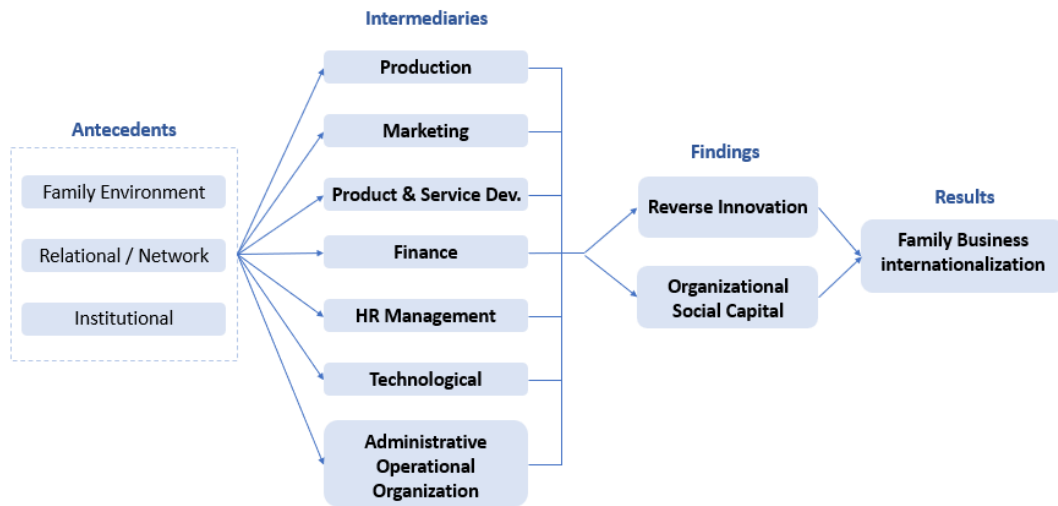 Intermediaries
Production
Marketing
Product & Service Dev.
Finance
HR Management
Technological
Administrative
Operational
Organization
Antecedents
Family Environment
Relational / Network
Institutional
Findings
Reverse Innovation
Organizational
Social Capital
Results
Family Business
internationalization